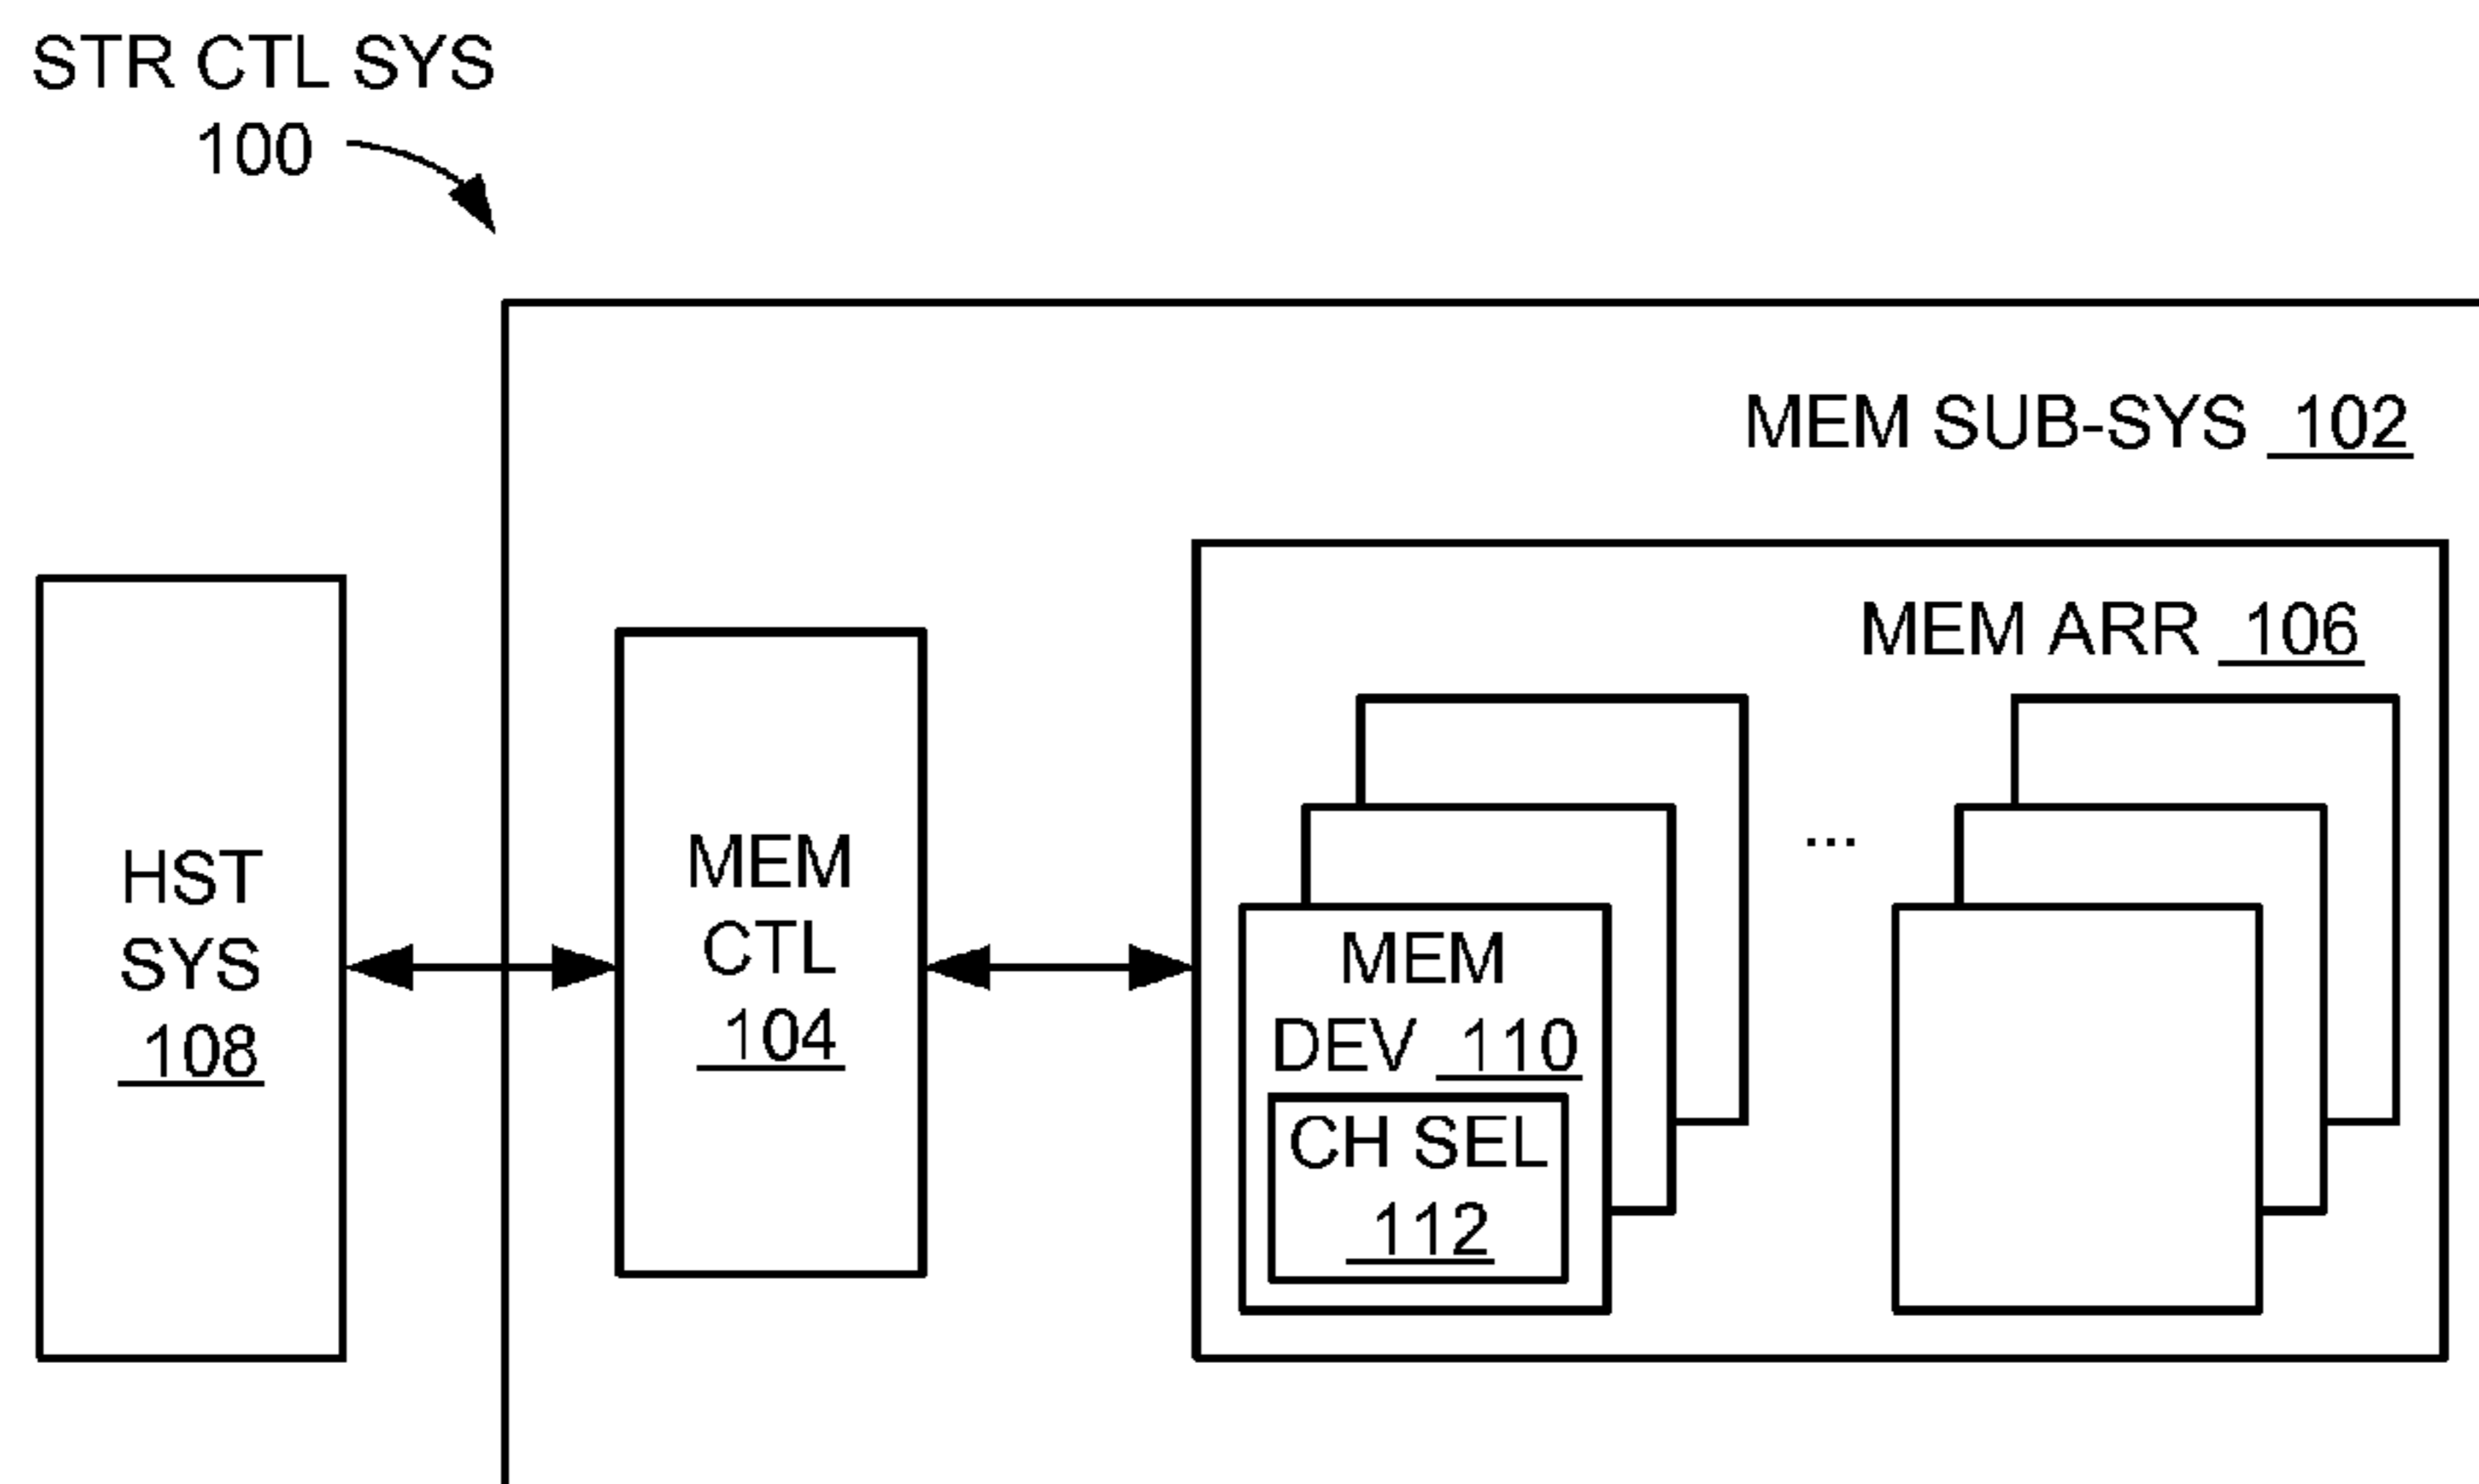 STR CTL SYS
100
MEM SUB-SYS 102
MEM ARR 106
HST
SYS
108
MEM
CTL
104
...
MEM
DEV 110
CH SEL
112